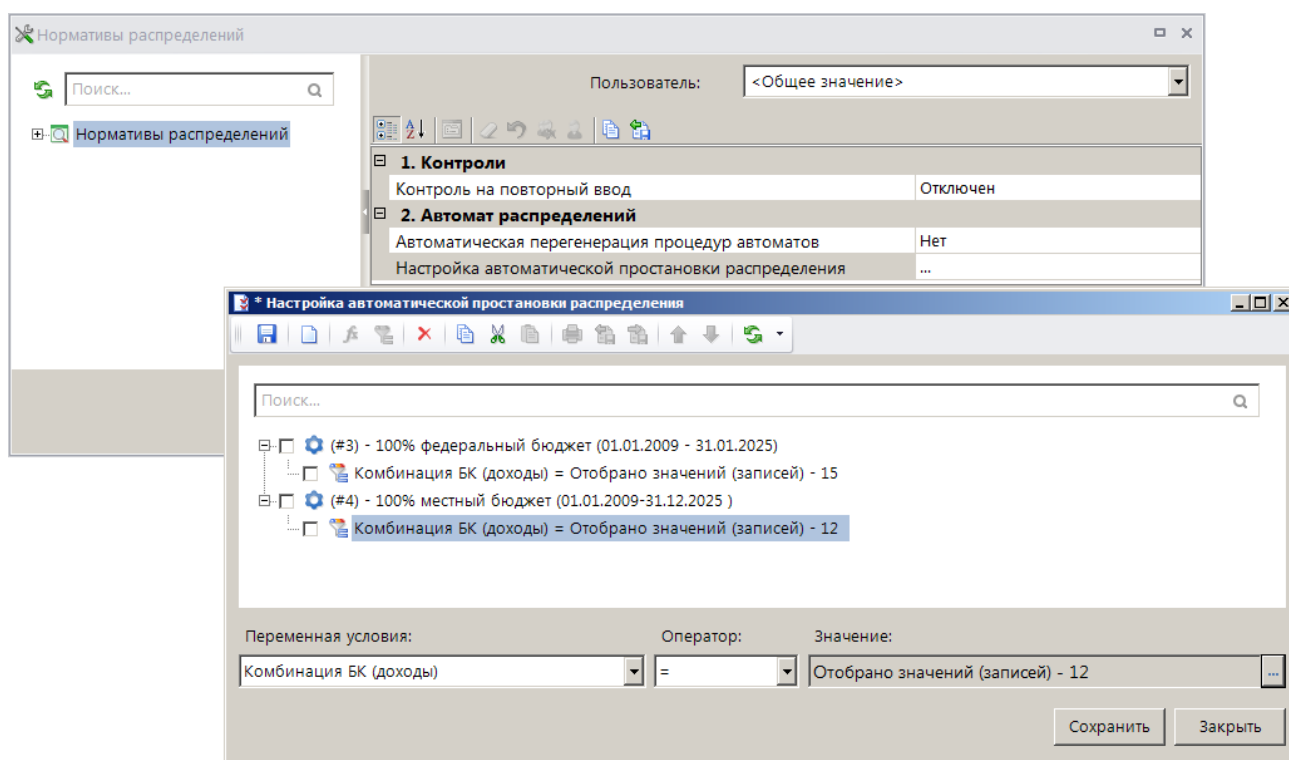 Нормативы распределений
Поиск...
Нормативы распределений
Пользователь:
<Общее значение>
1. Контроли
Контроль на повторный ввод
Отключен
2. Автомат распределений
Автоматическая перегенерация процедур автоматов
Нет
Настройка автоматической простановки распределения
...
* Настройка автоматической простановки распределения
Поиск...
(#3) - 100% федеральный бюджет (01.01.2009 - 31.01.2025)
Комбинация БК (доходы) = Отобрано значений (записей) - 15
(#4) - 100% местный бюджет (01.01.2009-31.12.2025 )
Комбинация БК (доходы) = Отобрано значений (записей) - 12
Переменная условия:
Оператор:
Значение:
Комбинация БК (доходы)
=
Отобрано значений (записей) - 12
...
Сохранить
Закрыть